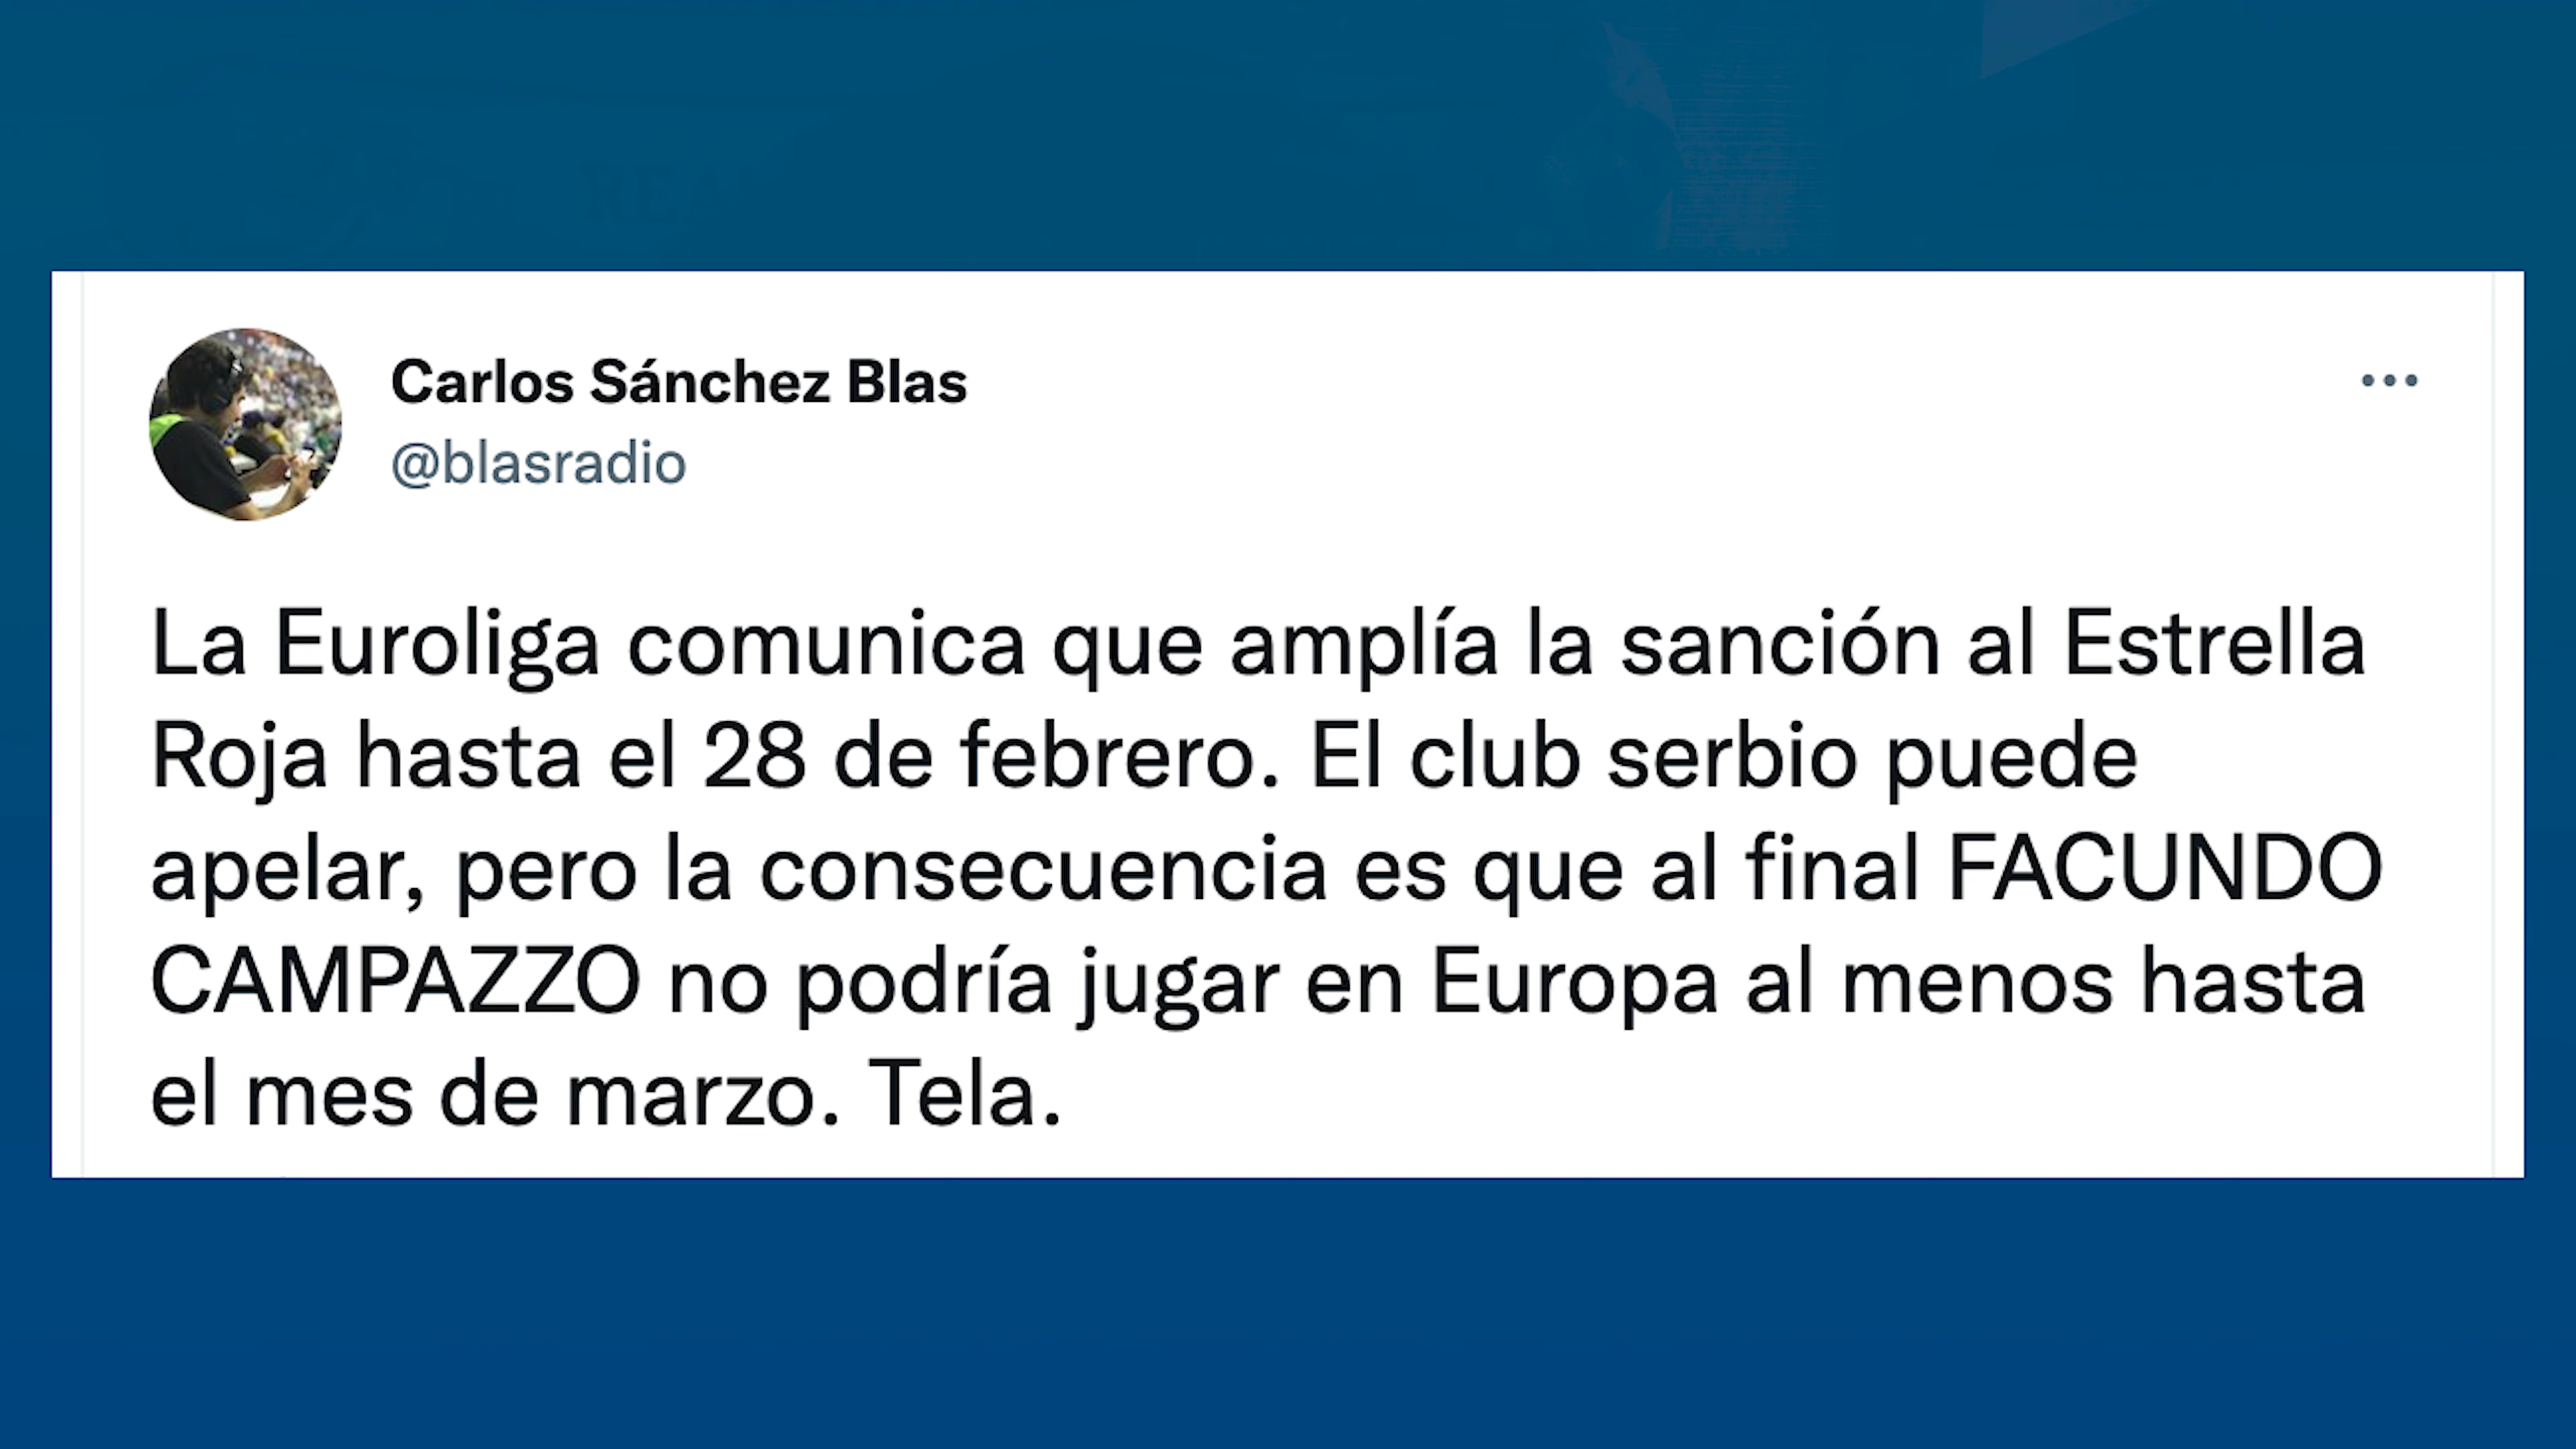 Carlos Sánchez Blas
@blasradio
La Euroliga comunica que amplía la sanción al Estrella
Roja hasta el 28 de febrero. El club serbio puede
apelar, pero la consecuencia es que al final FACUNDO
CAMPAZZO no podría jugar en Europa al menos hasta
el mes de marzo. Tela.